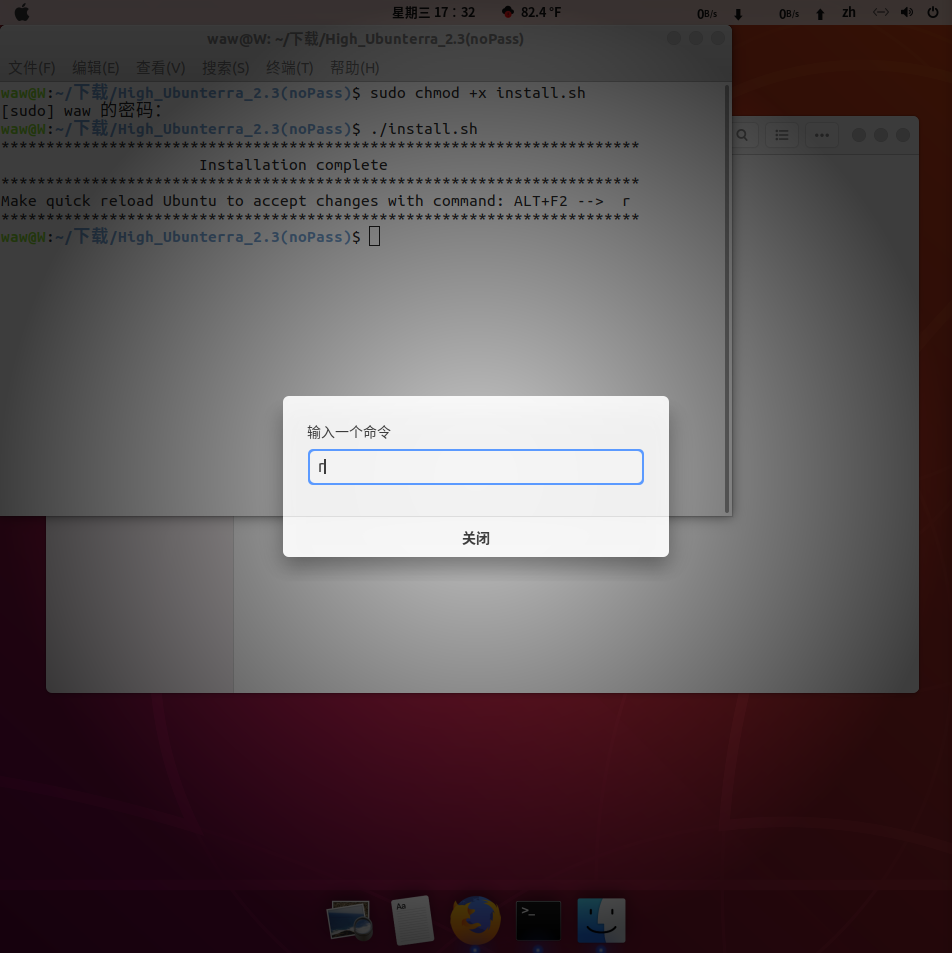 星期三 17：32 82.4 °F 0B/s 0B/s zh
waw@W: ~/下载/High_Ubunterra_2.3(noPass)
文件(F) 编辑(E) 查看(V) 搜索(S) 终端(T) 帮助(H)
waw@W:~/下载/High_Ubunterra_2.3(noPass)$ sudo chmod +x install.sh
[sudo] waw 的密码：
waw@W:~/下载/High_Ubunterra_2.3(noPass)$ ./install.sh
***********************************************************************
Installation complete
***********************************************************************
Make quick reload Ubuntu to accept changes with command: ALT+F2 -->  r
***********************************************************************
waw@W:~/下载/High_Ubunterra_2.3(noPass)$
输入一个命令
r
关闭
Aa
>_